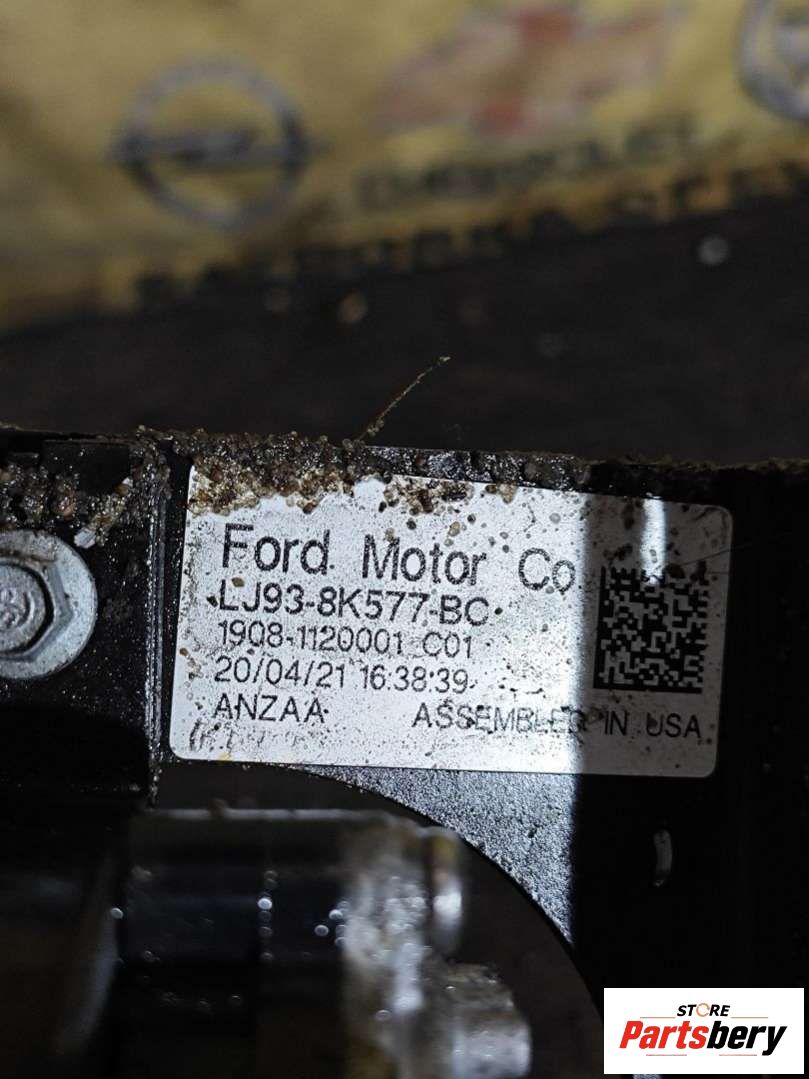 CHEVROLET
Ford Motor Co.
LJ93-8K577-BC
1908-1120001 C01
20/04/21 16:38:39
ANZAA ASSEMBLED IN USA
STORE
Partsbery